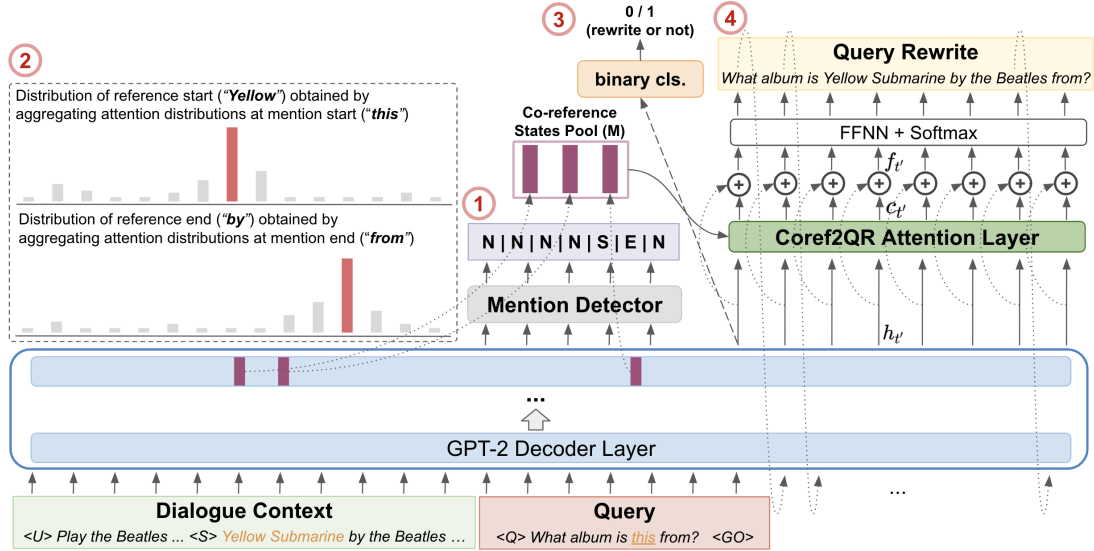 2
Distribution of reference start (“Yellow”) obtained by
aggregating attention distributions at mention start (“this”)
Distribution of reference end (“by”) obtained by
aggregating attention distributions at mention end (“from”)
3
0 / 1
(rewrite or not)
binary cls.
Co-reference
States Pool (M)
1
N | N | N | N | S | E | N
Mention Detector
4
Query Rewrite
What album is Yellow Submarine by the Beatles from?
FFNN + Softmax
f_{t'}
+ + + + + + + +
c_{t'}
Coref2QR Attention Layer
h_{t'}
...
GPT-2 Decoder Layer
Dialogue Context
<U> Play the Beatles ... <S> Yellow Submarine by the Beatles ...
Query
<Q> What album is this from? <GO>
...